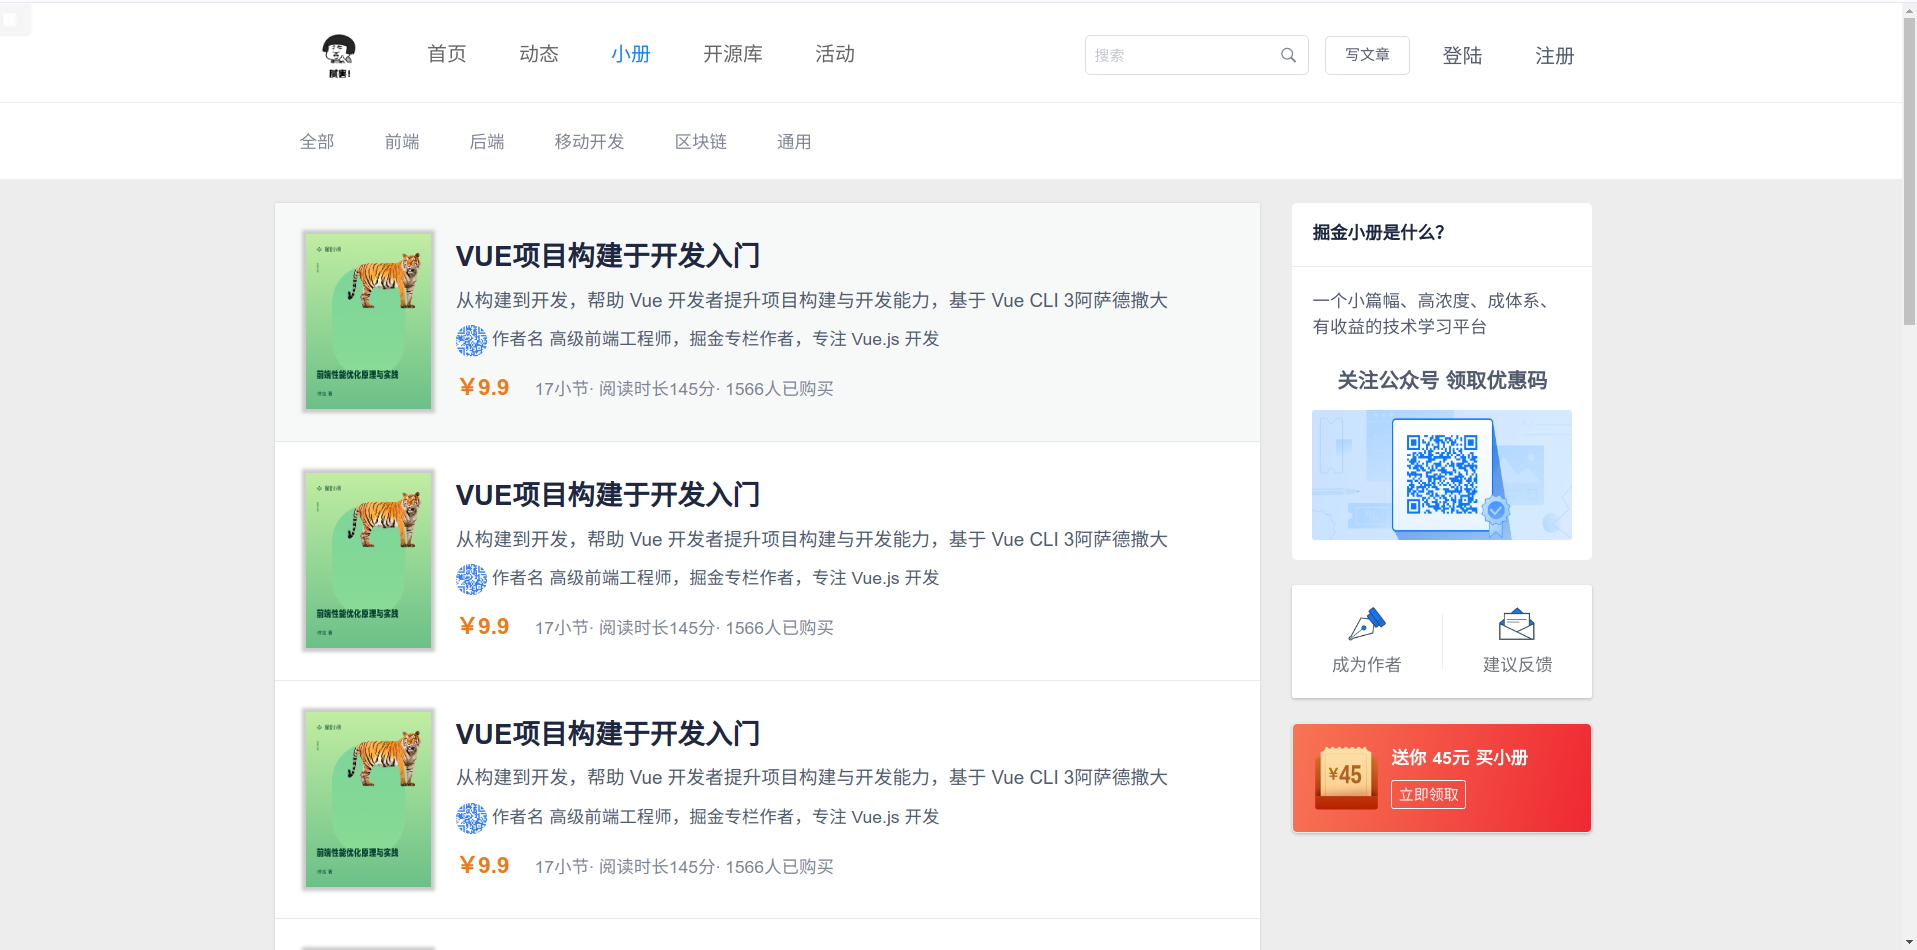 腻害!
首页 动态 小册 开源库 活动
搜索
写文章
登陆 注册
全部 前端 后端 移动开发 区块链 通用
掘金小册
前端性能优化原理与实践
VUE项目构建于开发入门
从构建到开发，帮助 Vue 开发者提升项目构建与开发能力，基于 Vue CLI 3阿萨德撒大
作者名 高级前端工程师，掘金专栏作者，专注 Vue.js 开发
￥9.9 17小节· 阅读时长145分· 1566人已购买
掘金小册
前端性能优化原理与实践
VUE项目构建于开发入门
从构建到开发，帮助 Vue 开发者提升项目构建与开发能力，基于 Vue CLI 3阿萨德撒大
作者名 高级前端工程师，掘金专栏作者，专注 Vue.js 开发
￥9.9 17小节· 阅读时长145分· 1566人已购买
掘金小册
前端性能优化原理与实践
VUE项目构建于开发入门
从构建到开发，帮助 Vue 开发者提升项目构建与开发能力，基于 Vue CLI 3阿萨德撒大
作者名 高级前端工程师，掘金专栏作者，专注 Vue.js 开发
￥9.9 17小节· 阅读时长145分· 1566人已购买
掘金小册是什么？
一个小篇幅、高浓度、成体系、
有收益的技术学习平台
关注公众号 领取优惠码
成为作者 建议反馈
¥45
送你 45元 买小册
立即领取